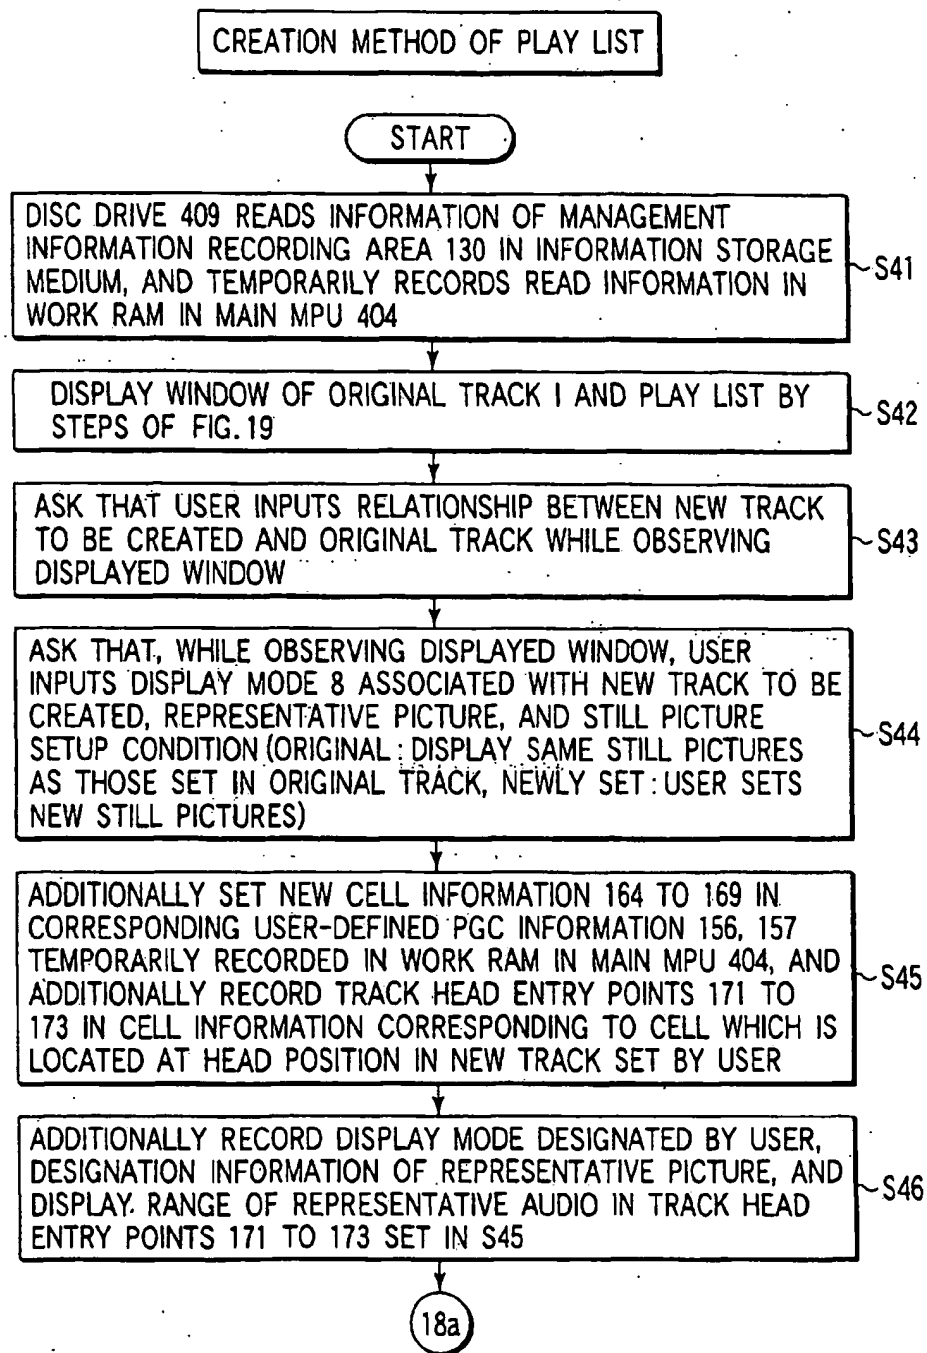 CREATION METHOD OF PLAY LIST
START
DISC DRIVE 409 READS INFORMATION OF MANAGEMENT
INFORMATION RECORDING AREA 130 IN INFORMATION STORAGE
MEDIUM, AND TEMPORARILY RECORDS READ INFORMATION IN
WORK RAM IN MAIN MPU 404
S41
DISPLAY WINDOW OF ORIGINAL TRACK I AND PLAY LIST BY
STEPS OF FIG.19
S42
ASK THAT USER INPUTS RELATIONSHIP BETWEEN NEW TRACK
TO BE CREATED AND ORIGINAL TRACK WHILE OBSERVING
DISPLAYED WINDOW
S43
ASK THAT, WHILE OBSERVING DISPLAYED WINDOW, USER
INPUTS DISPLAY MODE 8 ASSOCIATED WITH NEW TRACK TO BE
CREATED, REPRESENTATIVE PICTURE, AND STILL PICTURE
SETUP CONDITION (ORIGINAL : DISPLAY SAME STILL PICTURES
AS THOSE SET IN ORIGINAL TRACK, NEWLY SET : USER SETS
NEW STILL PICTURES)
S44
ADDITIONALLY SET NEW CELL INFORMATION 164 TO 169 IN
CORRESPONDING USER-DEFINED PGC INFORMATION 156, 157
TEMPORARILY RECORDED IN WORK RAM IN MAIN MPU 404, AND
ADDITIONALLY RECORD TRACK HEAD ENTRY POINTS 171 TO
173 IN CELL INFORMATION CORRESPONDING TO CELL WHICH IS
LOCATED AT HEAD POSITION IN NEW TRACK SET BY USER
S45
ADDITIONALLY RECORD DISPLAY MODE DESIGNATED BY USER,
DESIGNATION INFORMATION OF REPRESENTATIVE PICTURE, AND
DISPLAY RANGE OF REPRESENTATIVE AUDIO IN TRACK HEAD
ENTRY POINTS 171 TO 173 SET IN S45
S46
18a